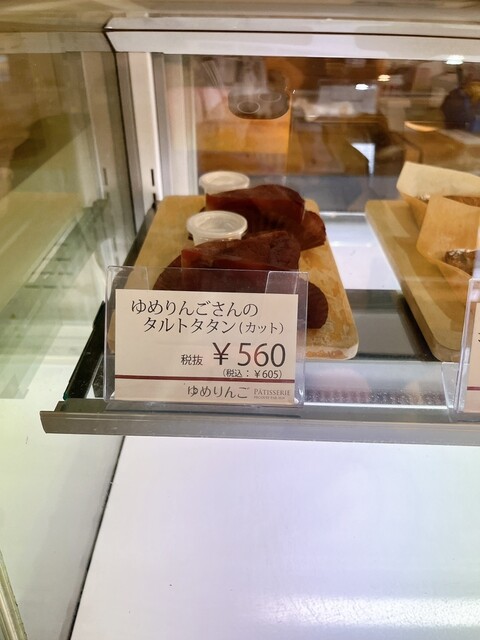 ゆめりんごさんの
タルトタタン(カット)
税抜 ¥560
(税込:¥605)
ゆめりんご PATISSERIE